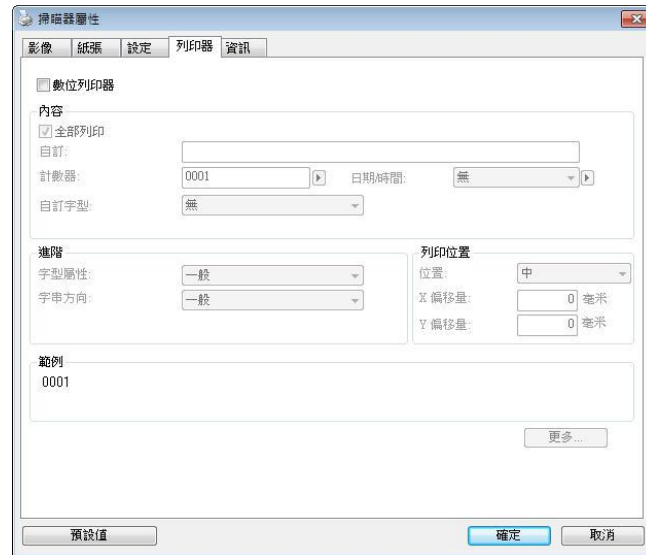 掃瞄器屬性
影像 紙張 設定 列印器 資訊
數位列印器
內容
全部列印
自訂:
計數器: 0001 日期/時間: 無
自訂字型: 無
進階
字型屬性: 一般
字串方向: 一般
列印位置
位置: 中
X 偏移量: 0 毫米
Y 偏移量: 0 毫米
範例
0001
更多...
預設值 確定 取消